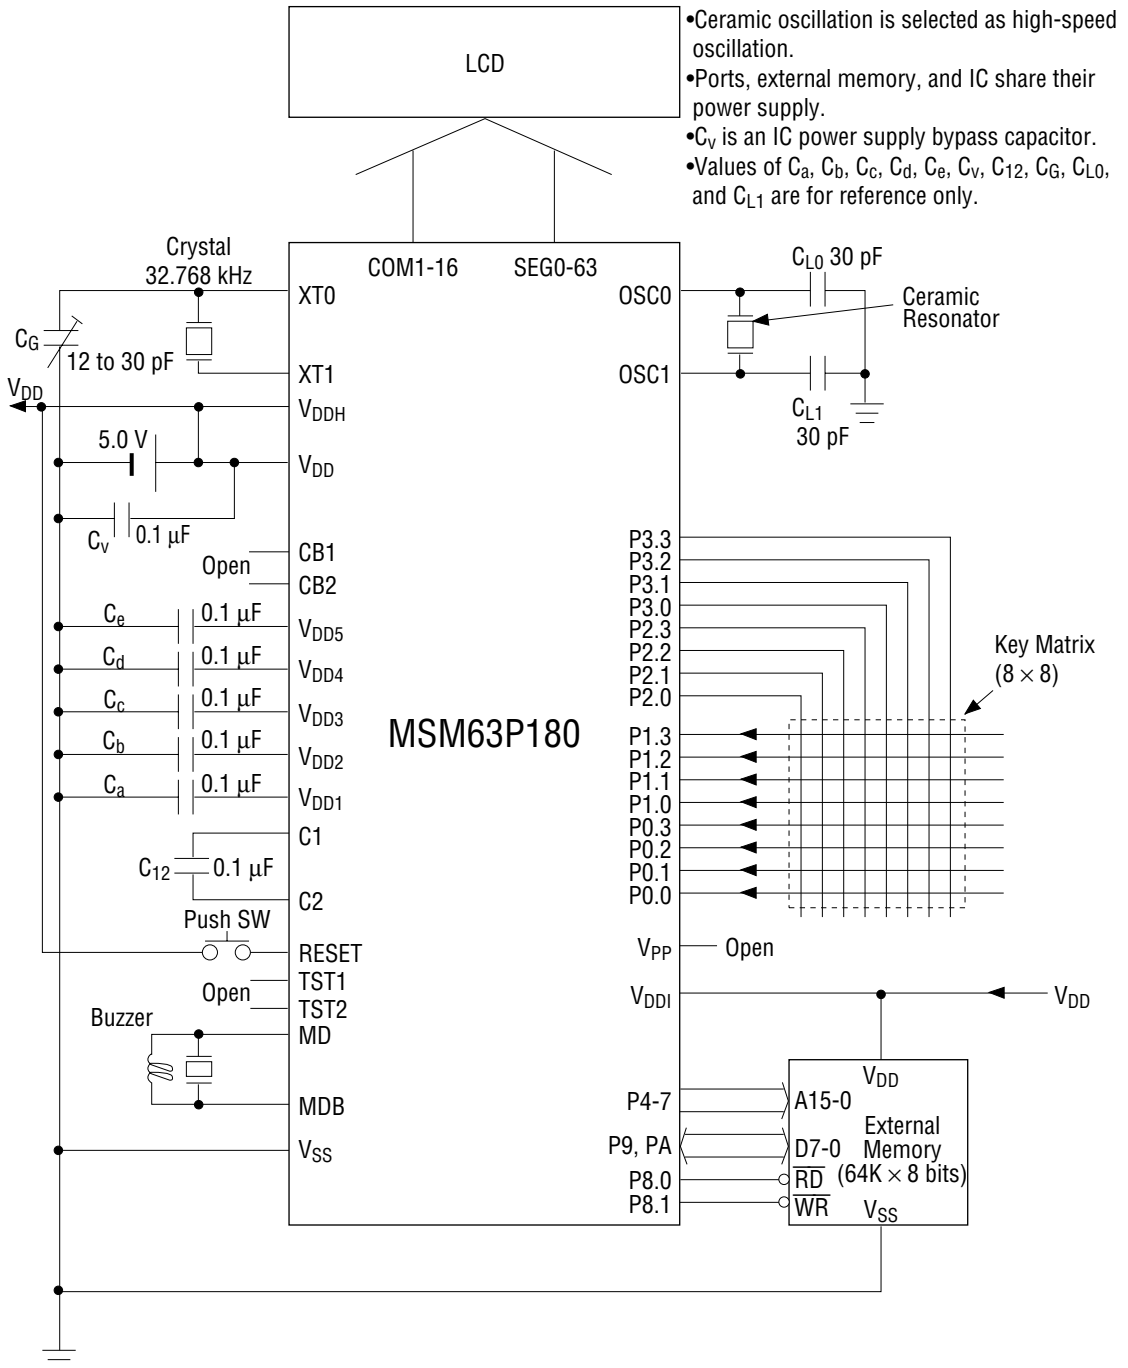 LCD
•Ceramic oscillation is selected as high-speed
oscillation.
•Ports, external memory, and IC share their
power supply.
•Cv is an IC power supply bypass capacitor.
•Values of Ca, Cb, Cc, Cd, Ce, Cv, C12, CG, CL0,
and CL1 are for reference only.
Crystal
32.768 kHz
COM1-16
SEG0-63
CL0 30 pF
XT0
OSC0
Ceramic
Resonator
CG
12 to 30 pF
XT1
OSC1
VDD
VDDH
CL1
30 pF
5.0 V
VDD
Cv
0.1 μF
CB1
Open
CB2
Ce
0.1 μF
VDD5
Cd
0.1 μF
VDD4
Cc
0.1 μF
VDD3
Cb
0.1 μF
VDD2
Ca
0.1 μF
VDD1
C1
C12
0.1 μF
C2
Push SW
RESET
Open
TST1
TST2
Buzzer
MD
MDB
VSS
MSM63P180
P3.3
P3.2
P3.1
P3.0
P2.3
P2.2
P2.1
P2.0
Key Matrix
(8 × 8)
P1.3
P1.2
P1.1
P1.0
P0.3
P0.2
P0.1
P0.0
VPP
Open
VDDI
VDD
P4-7
P9, PA
P8.0
P8.1
VDD
A15-0
External
Memory
(64K × 8 bits)
D7-0
RD
WR
VSS